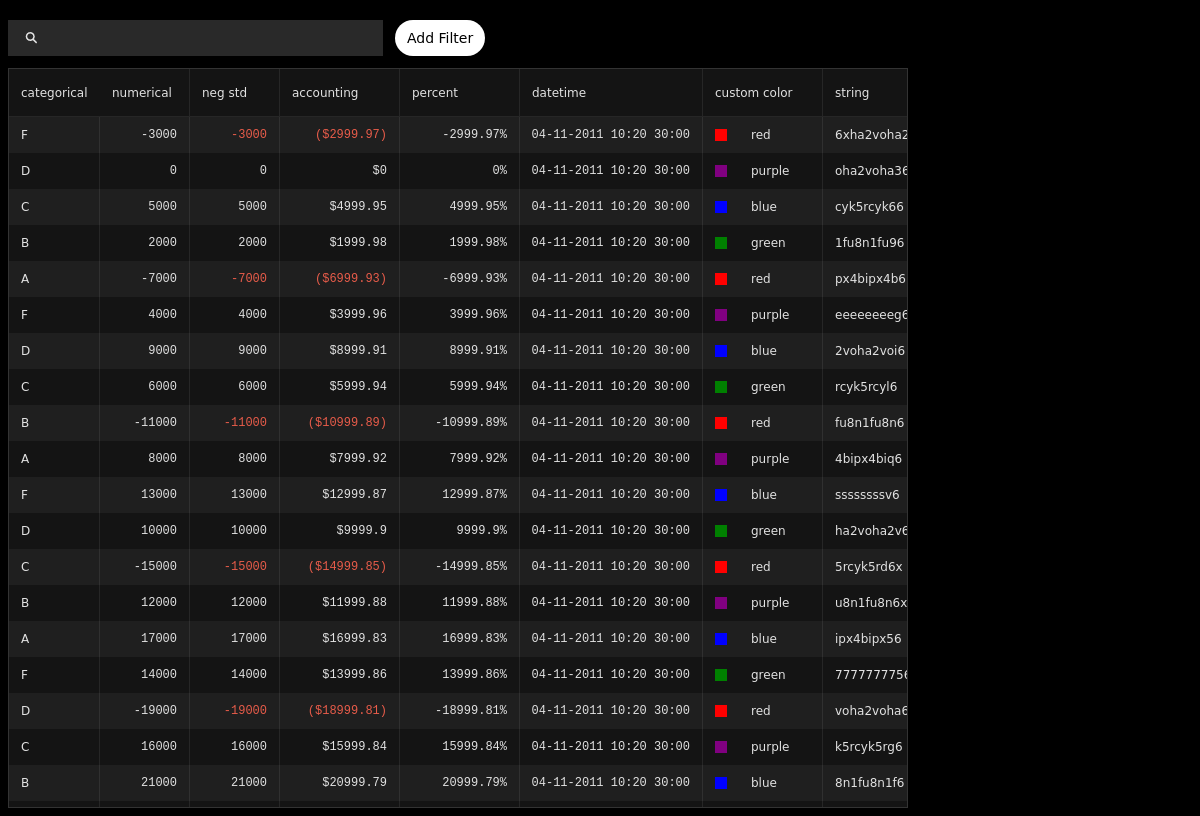 Add Filter
categorical numerical neg std accounting percent datetime custom color string
F -3000 -3000 ($2999.97) -2999.97% 04-11-2011 10:20 30:00 red 6xha2voha2
D 0 0 $0 0% 04-11-2011 10:20 30:00 purple oha2voha36
C 5000 5000 $4999.95 4999.95% 04-11-2011 10:20 30:00 blue cyk5rcyk66
B 2000 2000 $1999.98 1999.98% 04-11-2011 10:20 30:00 green 1fu8n1fu96
A -7000 -7000 ($6999.93) -6999.93% 04-11-2011 10:20 30:00 red px4bipx4b6
F 4000 4000 $3999.96 3999.96% 04-11-2011 10:20 30:00 purple eeeeeeeeg6
D 9000 9000 $8999.91 8999.91% 04-11-2011 10:20 30:00 blue 2voha2voi6
C 6000 6000 $5999.94 5999.94% 04-11-2011 10:20 30:00 green rcyk5rcyl6
B -11000 -11000 ($10999.89) -10999.89% 04-11-2011 10:20 30:00 red fu8n1fu8n6
A 8000 8000 $7999.92 7999.92% 04-11-2011 10:20 30:00 purple 4bipx4biq6
F 13000 13000 $12999.87 12999.87% 04-11-2011 10:20 30:00 blue ssssssssv6
D 10000 10000 $9999.9 9999.9% 04-11-2011 10:20 30:00 green ha2voha2v6
C -15000 -15000 ($14999.85) -14999.85% 04-11-2011 10:20 30:00 red 5rcyk5rd6x
B 12000 12000 $11999.88 11999.88% 04-11-2011 10:20 30:00 purple u8n1fu8n6x
A 17000 17000 $16999.83 16999.83% 04-11-2011 10:20 30:00 blue ipx4bipx56
F 14000 14000 $13999.86 13999.86% 04-11-2011 10:20 30:00 green 7777777756
D -19000 -19000 ($18999.81) -18999.81% 04-11-2011 10:20 30:00 red voha2voha6
C 16000 16000 $15999.84 15999.84% 04-11-2011 10:20 30:00 purple k5rcyk5rg6
B 21000 21000 $20999.79 20999.79% 04-11-2011 10:20 30:00 blue 8n1fu8n1f6